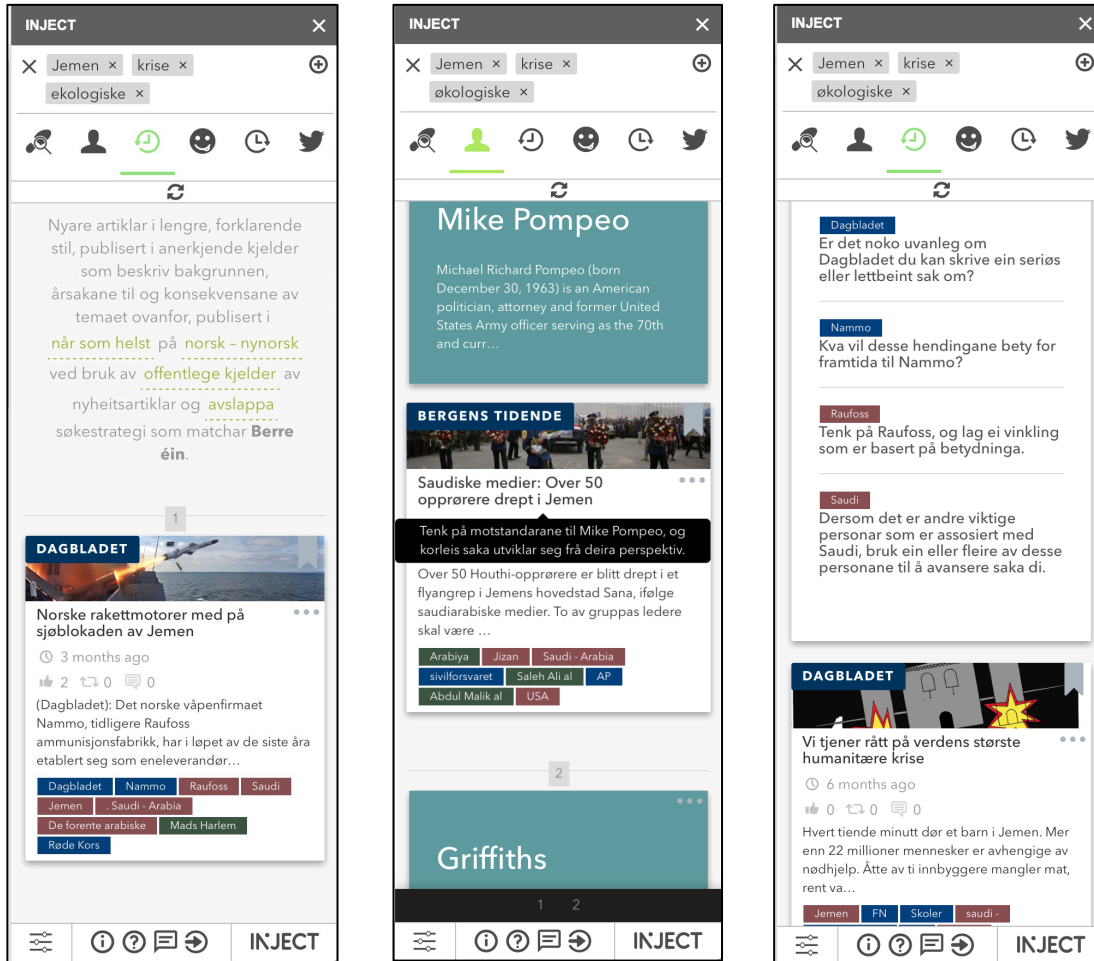 INJECT ×
× Jemen × krise ×
ekologiske ×
Nyare artiklar i lengre, forklarende
stil, publisert i anerkjende kjelder
som beskriv bakgrunnen,
årsakane til og konsekvensane av
temaet ovanfor, publisert i
når som helst på norsk – nynorsk
ved bruk av offentlege kjelder av
nyheitsartiklar og avslappa
søkestrategi som matchar Berre
éin.
1
DAGBLADET
Norske rakettmotorer med på
sjøblokaden av Jemen
3 months ago
2 0 0
(Dagbladet): Det norske våpenfirmaet
Nammo, tidligere Raufoss
ammunisjonsfabrikk, har i løpet av de siste åra
etablert seg som eneleverandør...
Dagbladet Nammo Raufoss Saudi
Jemen . Saudi - Arabia
De forente arabiske Mads Harlem
Røde Kors
INJECT
INJECT ×
× Jemen × krise ×
økologiske ×
Mike Pompeo
Michael Richard Pompeo (born
December 30, 1963) is an American
politician, attorney and former United
States Army officer serving as the 70th
and curr...
BERGENS TIDENDE
Saudiske medier: Over 50
opprørere drept i Jemen
Tenk på motstandarane til Mike Pompeo, og
korleis saka utviklar seg frå deira perspektiv.
Over 50 Houthi-opprørere er blitt drept i et
flyangrep i Jemens hovedstad Sana, ifølge
saudiarabiske medier. To av gruppas ledere
skal være ...
Arabiya Jizan Saudi - Arabia
sivilforsvaret Saleh Ali al AP
Abdul Malik al USA
2
Griffiths
1 2
INJECT
INJECT ×
× Jemen × krise ×
økologiske ×
Dagbladet
Er det noko uvanleg om
Dagbladet du kan skrive ein seriøs
eller lettbeint sak om?
Nammo
Kva vil desse hendingane bety for
framtida til Nammo?
Raufoss
Tenk på Raufoss, og lag ei vinkling
som er basert på betydninga.
Saudi
Dersom det er andre viktige
personar som er assosiert med
Saudi, bruk ein eller fleire av desse
personane til å avansere saka di.
DAGBLADET
Vi tjener rått på verdens største
humanitære krise
6 months ago
0 0 0
Hvert tiende minutt dør et barn i Jemen. Mer
enn 22 millioner mennesker er avhengige av
nødhjelp. Åtte av ti innbyggere mangler mat,
rent va...
Jemen FN Skoler saudi -
INJECT